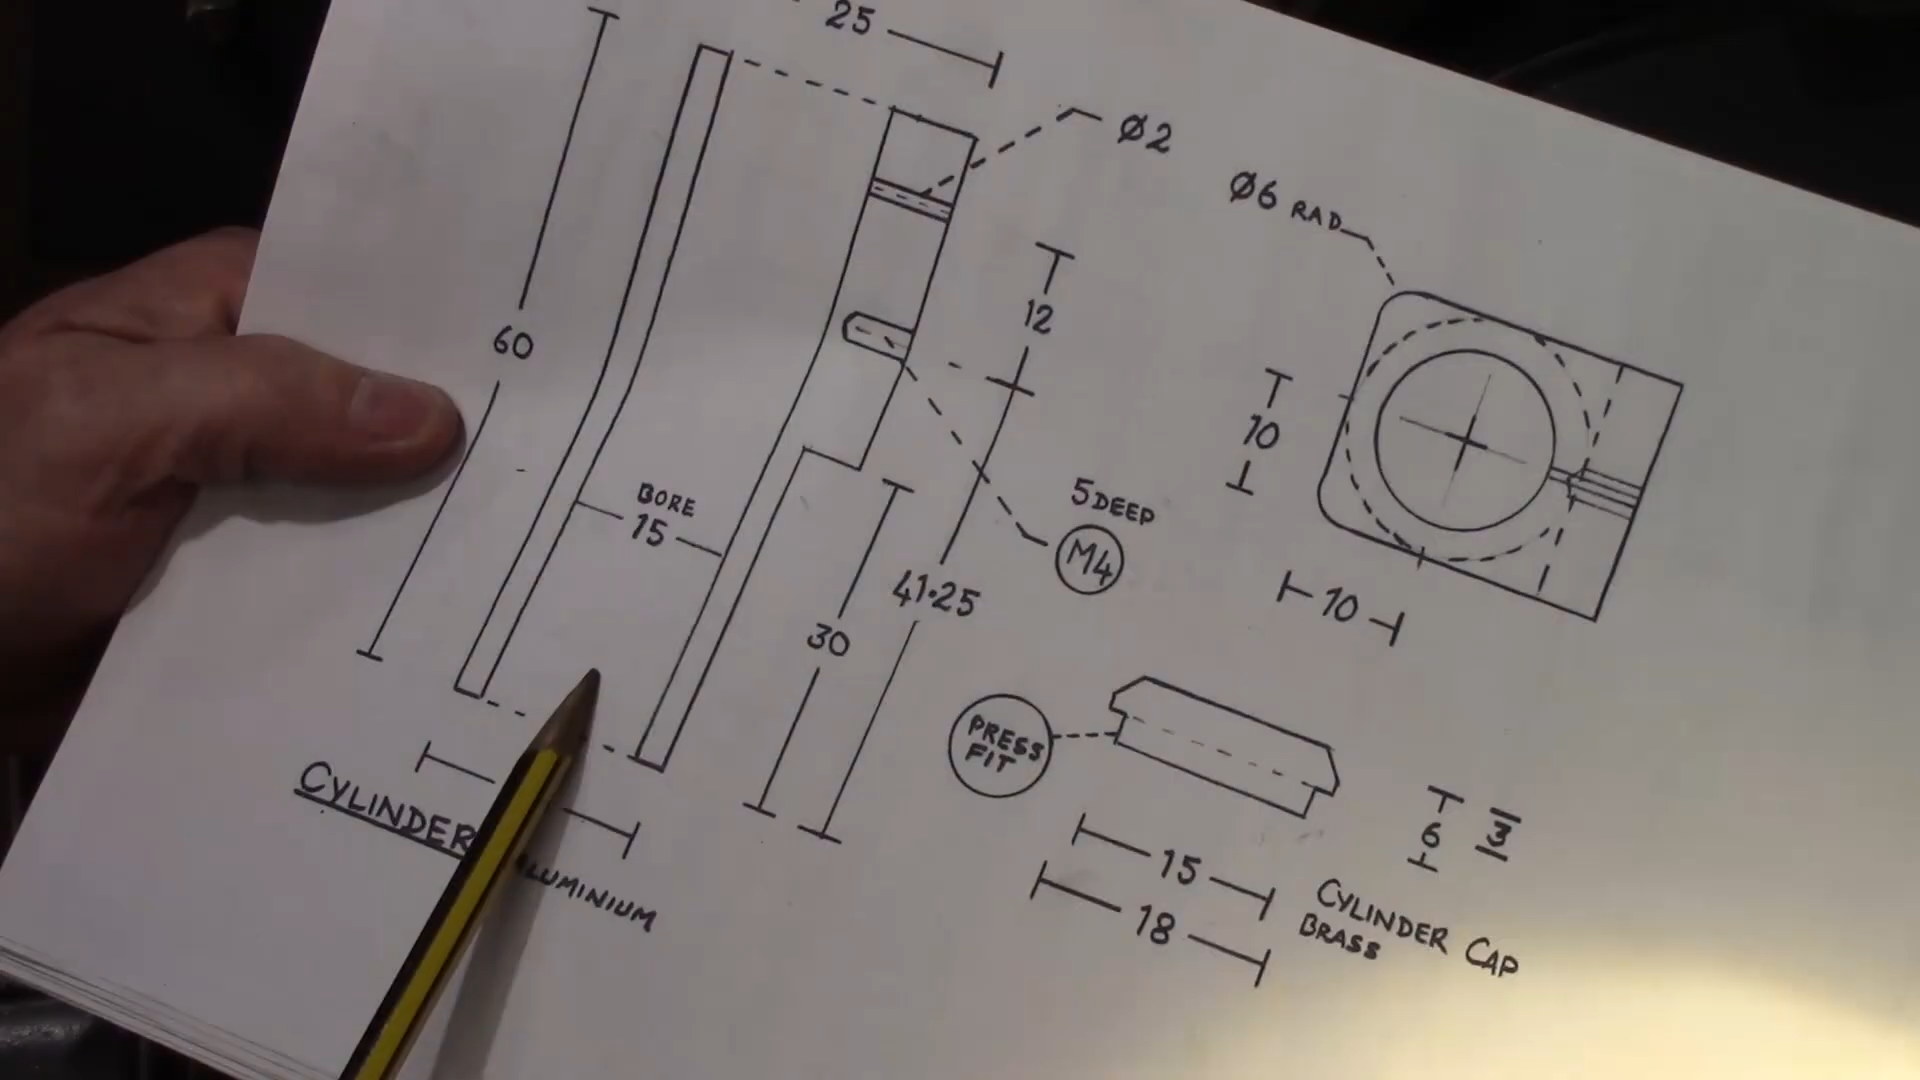 25
Ø2
Ø6 RAD
60
12
10
BORE
15
5 DEEP
M4
41·25
30
10
PRESS
FIT
6
3
15
18
CYLINDER
CYLINDER CAP
BRASS